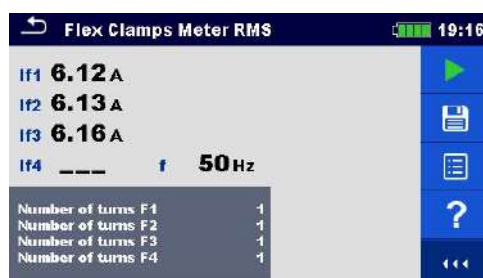 Flex Clamps Meter RMS 19:16
If1 6.12 A
If2 6.13 A
If3 6.16 A
If4 ___ f 50 Hz
Number of turns F1 1
Number of turns F2 1
Number of turns F3 1
Number of turns F4 1
?